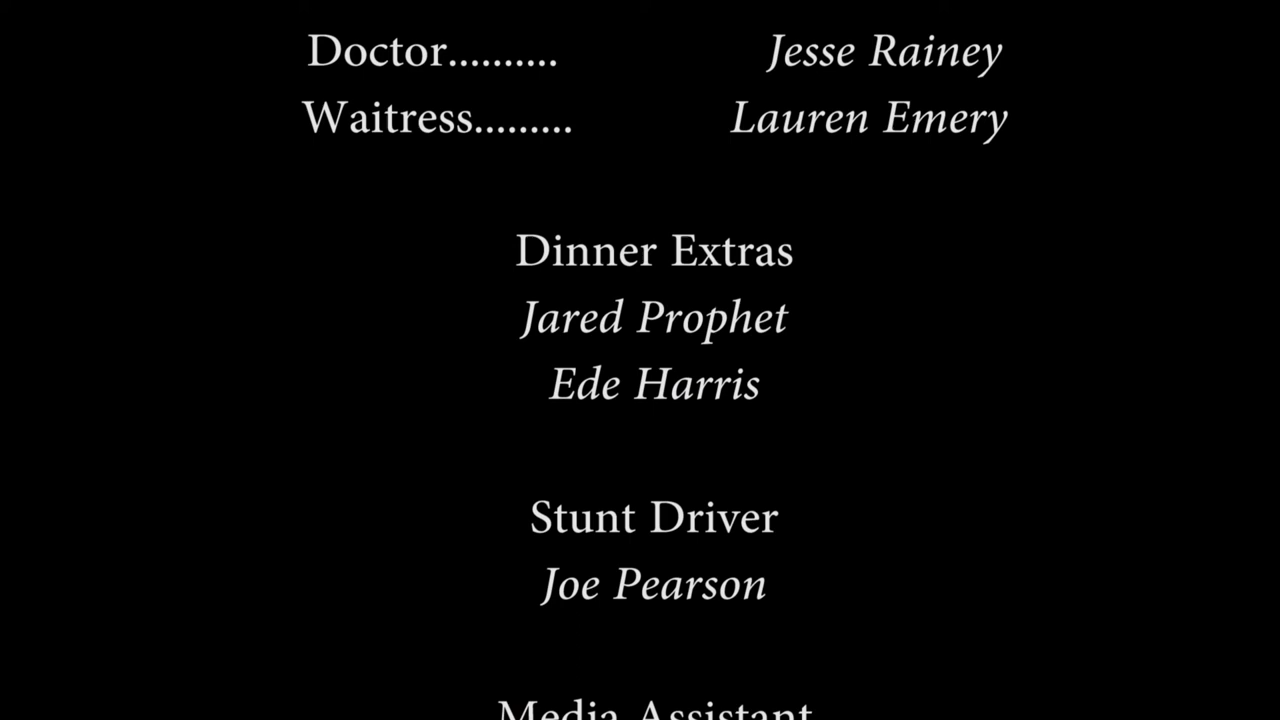 Doctor.......... Jesse Rainey
Waitress......... Lauren Emery
Dinner Extras
Jared Prophet
Ede Harris
Stunt Driver
Joe Pearson
Media Assistant